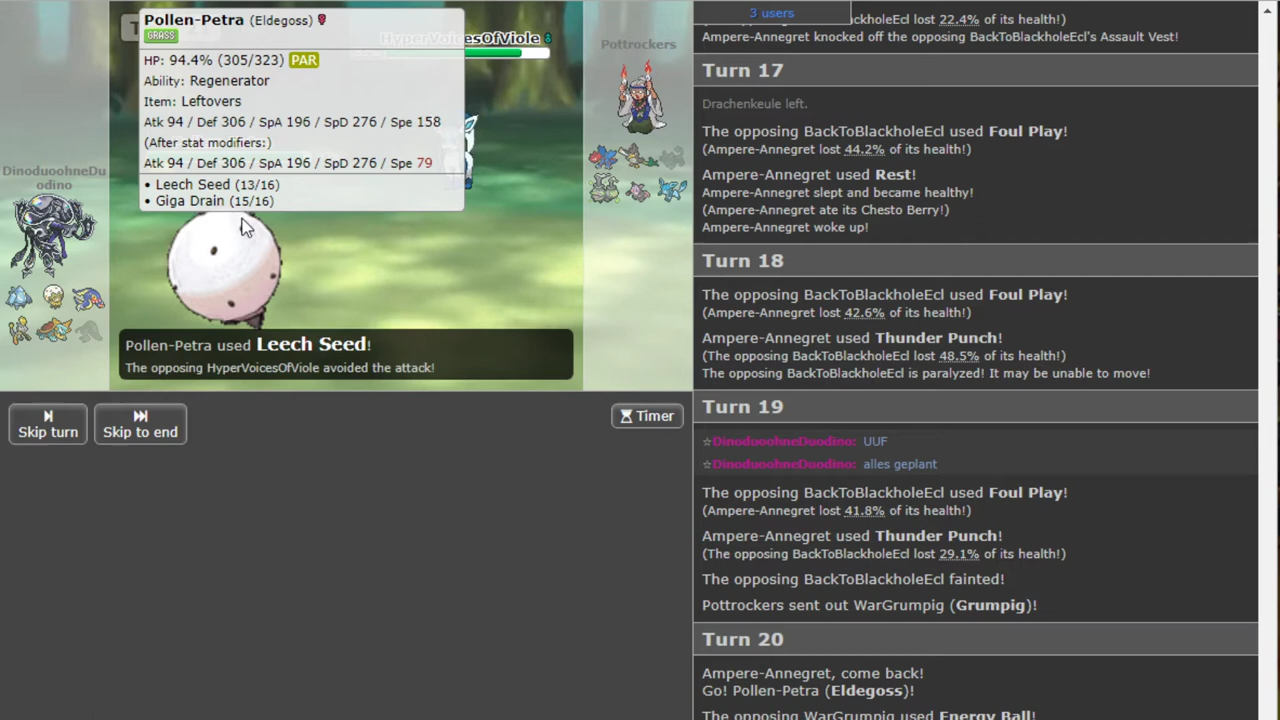 Pollen-Petra (Eldegoss)
GRASS
HP: 94.4% (305/323) PAR
Ability: Regenerator
Item: Leftovers
Atk 94 / Def 306 / SpA 196 / SpD 276 / Spe 158
(After stat modifiers:)
Atk 94 / Def 306 / SpA 196 / SpD 276 / Spe 79
• Leech Seed (13/16)
• Giga Drain (15/16)
HyperVoicesOfViole
DinoduoohneDu
odino
Pottrockers
Pollen-Petra used Leech Seed!
The opposing HyperVoicesOfViole avoided the attack!
Skip turn
Skip to end
Timer
3 users
lackholeEcl lost 22.4% of its health!)
Ampere-Annegret knocked off the opposing BackToBlackholeEcl's Assault Vest!
Turn 17
Drachenkeule left.
The opposing BackToBlackholeEcl used Foul Play!
(Ampere-Annegret lost 44.2% of its health!)
Ampere-Annegret used Rest!
Ampere-Annegret slept and became healthy!
(Ampere-Annegret ate its Chesto Berry!)
Ampere-Annegret woke up!
Turn 18
The opposing BackToBlackholeEcl used Foul Play!
(Ampere-Annegret lost 42.6% of its health!)
Ampere-Annegret used Thunder Punch!
(The opposing BackToBlackholeEcl lost 48.5% of its health!)
The opposing BackToBlackholeEcl is paralyzed! It may be unable to move!
Turn 19
☆DinoduoohneDuodino: UUF
☆DinoduoohneDuodino: alles geplant
The opposing BackToBlackholeEcl used Foul Play!
(Ampere-Annegret lost 41.8% of its health!)
Ampere-Annegret used Thunder Punch!
(The opposing BackToBlackholeEcl lost 29.1% of its health!)
The opposing BackToBlackholeEcl fainted!
Pottrockers sent out WarGrumpig (Grumpig)!
Turn 20
Ampere-Annegret, come back!
Go! Pollen-Petra (Eldegoss)!
The opposing WarGrumpig used Energy Ball!